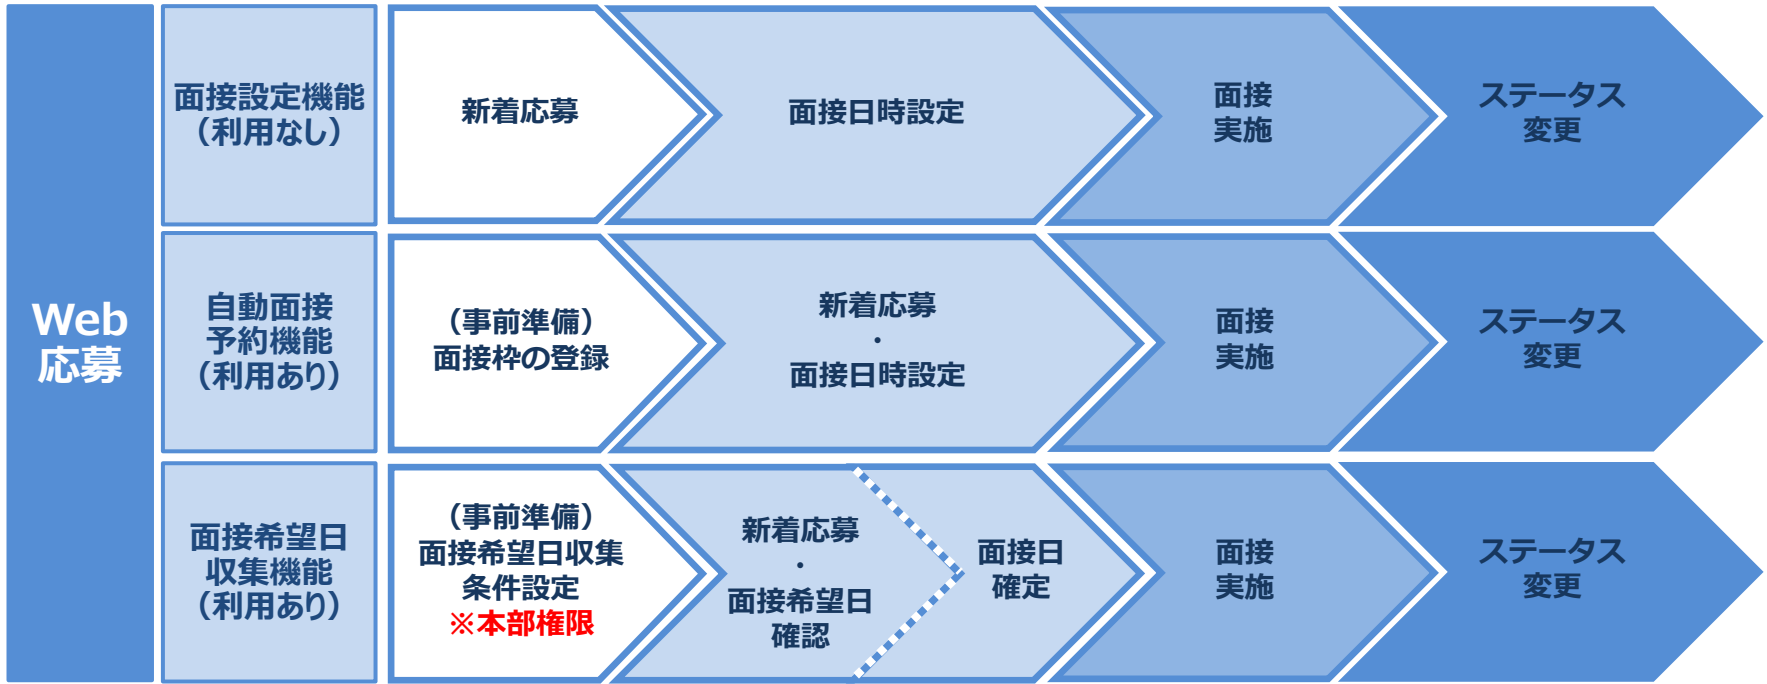 Web
応募
面接設定機能
（利用なし）
新着応募
面接日時設定
面接
実施
ステータス
変更
自動面接
予約機能
（利用あり）
（事前準備）
面接枠の登録
新着応募
・
面接日時設定
面接
実施
ステータス
変更
面接希望日
収集機能
（利用あり）
（事前準備）
面接希望日収集
条件設定
※本部権限
新着応募
・
面接希望日
確認
面接日
確定
面接
実施
ステータス
変更